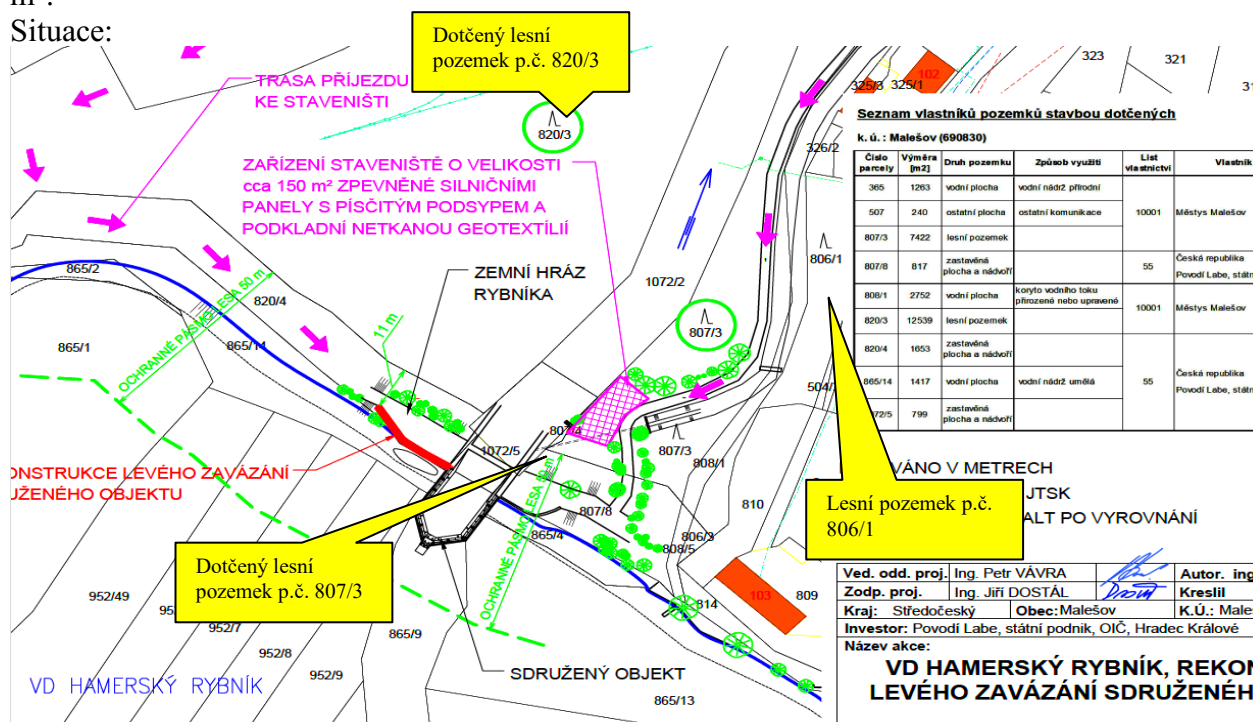 m².
Situace:
Dotčený lesní
pozemek p.č. 820/3
TRASA PŘÍJEZDU
KE STAVENIŠTI
820/3
ZAŘÍZENÍ STAVENIŠTĚ O VELIKOSTI
cca 150 m² ZPEVNĚNÉ SILNIČNÍMI
PANELY S PÍSČITÝM PODSYPEM A
PODKLADNÍ NETKANOU GEOTEXTÍLIÍ
323
321
102
325/3
325/1
326/2
Seznam vlastníků pozemků stavbou dotčených
k. ú. : Malešov (690830)
Číslo parcely Výměra [m2] Druh pozemku Způsob využití List vlastnictví Vlastník
365 1263 vodní plocha vodní nádrž přírodní
507 240 ostatní plocha ostatní komunikace 10001 Městys Malešov
807/3 7422 lesní pozemek
807/8 817 zastavěná plocha a nádvoří 55 Česká republika
Povodí Labe, státn
808/1 2752 vodní plocha koryto vodního toku přirozené nebo upravené 10001 Městys Malešov
820/3 12539 lesní pozemek
820/4 1653 zastavěná plocha a nádvoří
865/14 1417 vodní plocha vodní nádrž umělá 55 Česká republika
Povodí Labe, státn
72/5 799 zastavěná plocha a nádvoří
865/2
820/4
OCHRANNÉ PÁSMO LESA 50 m
ZEMNÍ HRÁZ
RYBNÍKA
1072/2
806/1
11 m
807/3
865/1
865/14
504/
807/4
1072/5
807/3
808/1
ONSTRUKCE LEVÉHO ZAVÁZÁNÍ
UŽENÉHO OBJEKTU
OCHRANNÉ PÁSMO LESA 50 m
807/8
865/4
806/3
808/5
810
VÁNO V METRECH
JTSK
ALT PO VYROVNÁNÍ
Lesní pozemek p.č.
806/1
Dotčený lesní
pozemek p.č. 807/3
952/49
952/7
952/8
952/9
865/9
814
103
809
865/13
SDRUŽENÝ OBJEKT
VD HAMERSKÝ RYBNÍK
Ved. odd. proj. Ing. Petr VÁVRA Autor. ing
Zodp. proj. Ing. Jiří DOSTÁL Kreslil
Kraj: Středočeský Obec: Malešov K.Ú.: Male
Investor: Povodí Labe, státní podnik, OIČ, Hradec Králové
Název akce:
VD HAMERSKÝ RYBNÍK, REKON
LEVÉHO ZAVÁZÁNÍ SDRUŽENÉH